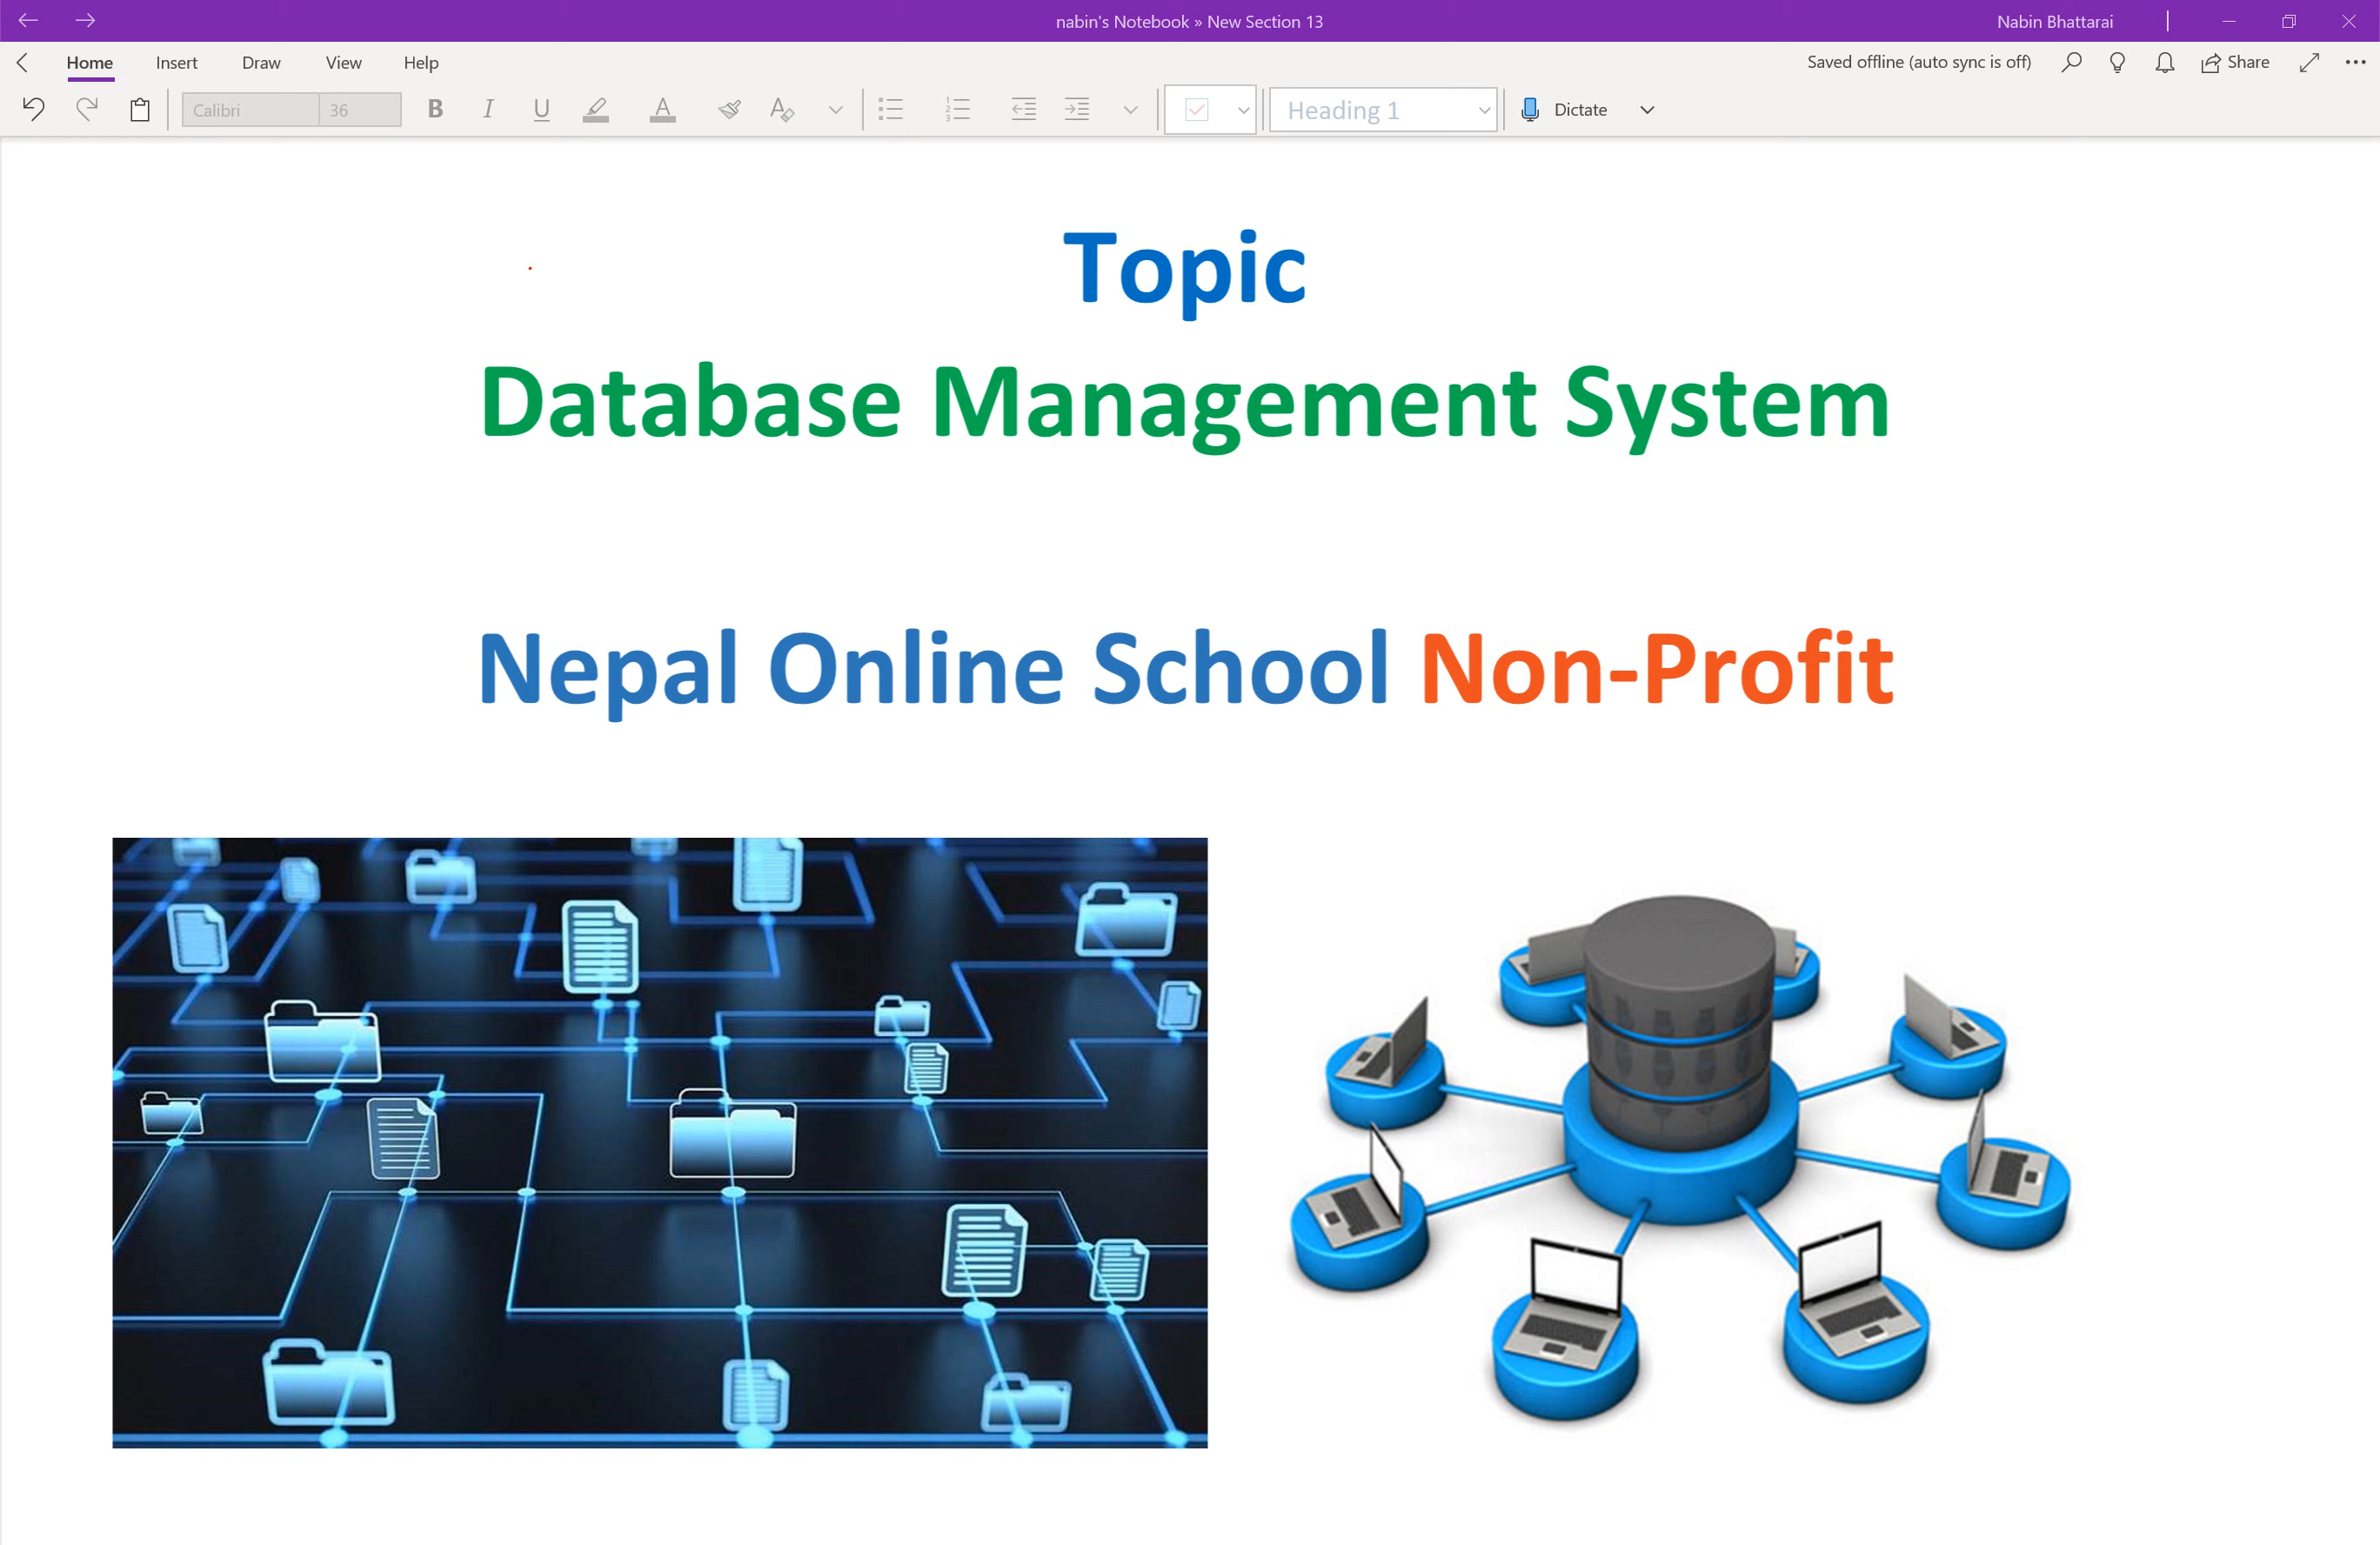 nabin's Notebook » New Section 13
Nabin Bhattarai
Home Insert Draw View Help
Saved offline (auto sync is off)
Share
Calibri 36 B I U A A Heading 1 Dictate
Topic
Database Management System
Nepal Online School Non-Profit